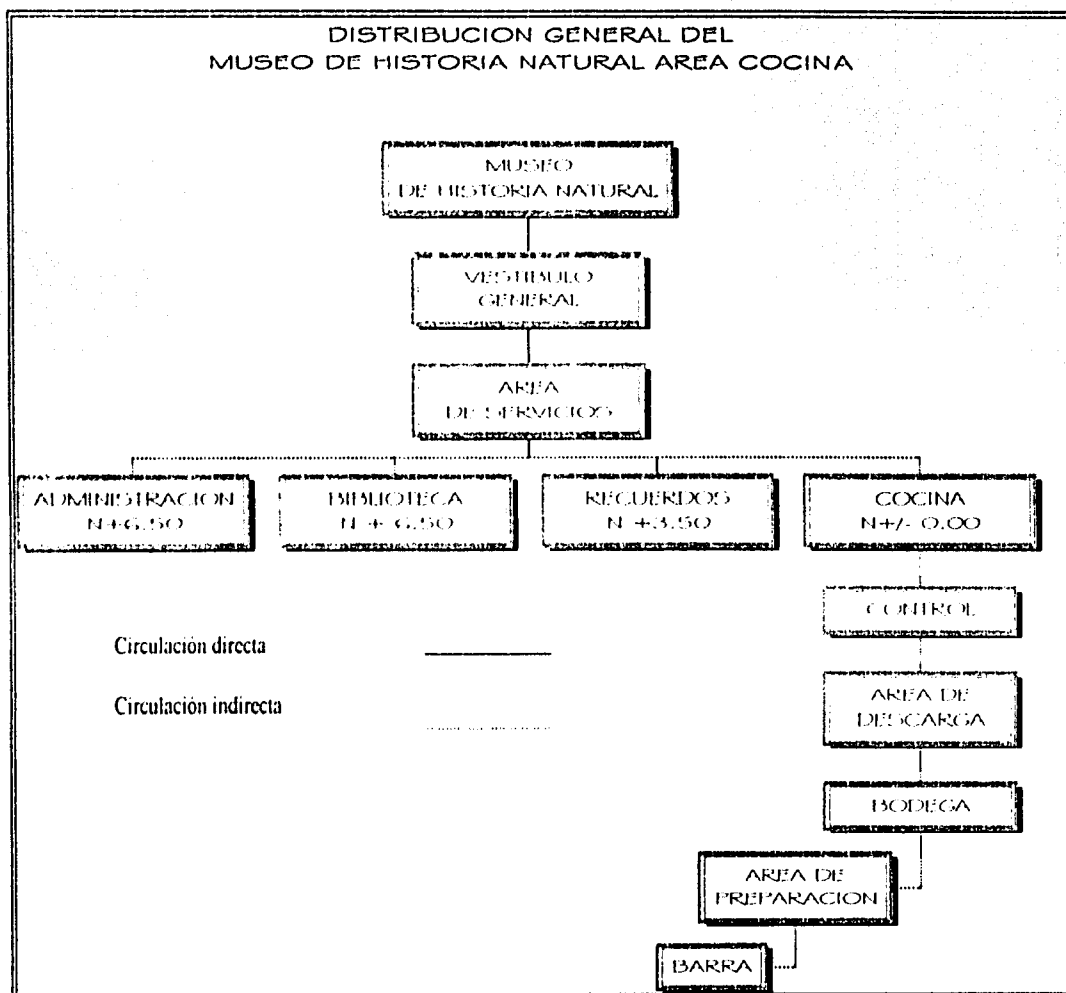 DISTRIBUCION GENERAL DEL
MUSEO DE HISTORIA NATURAL AREA COCINA
MUSEO
DE HISTORIA NATURAL
VESTIBULO
GENERAL
AREA
DE SERVICIOS
ADMINISTRACION
N+6.50
BIBLIOTECA
N + 6.50
RECUERDOS
N +3.50
COCINA
N+/- 0.00
CONTROL
AREA DE
DESCARGA
BODEGA
AREA DE
PREPARACION
BARRA
Circulación directa
Circulación indirecta